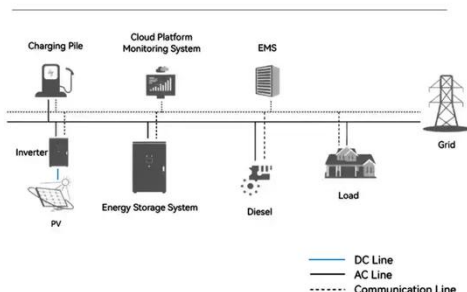 Charging Pile
Cloud Platform
Monitoring System
EMS
Grid
Inverter
PV
Energy Storage System
Diesel
Load
DC Line
AC Line
Communication Line